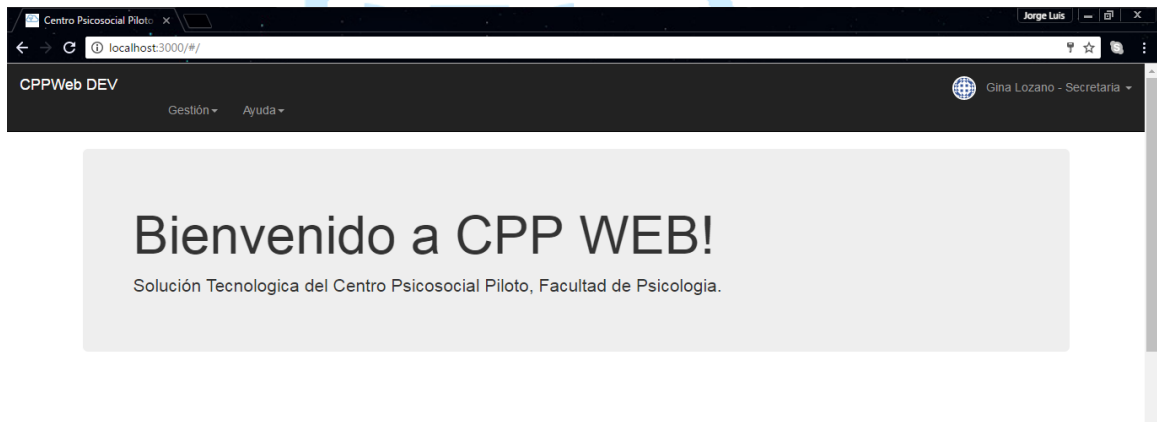 Centro Psicosocial Piloto
Jorge Luis
localhost:3000/#/
CPPWeb DEV
Gina Lozano - Secretaria
Gestión
Ayuda
Bienvenido a CPP WEB!
Solución Tecnologica del Centro Psicosocial Piloto, Facultad de Psicologia.